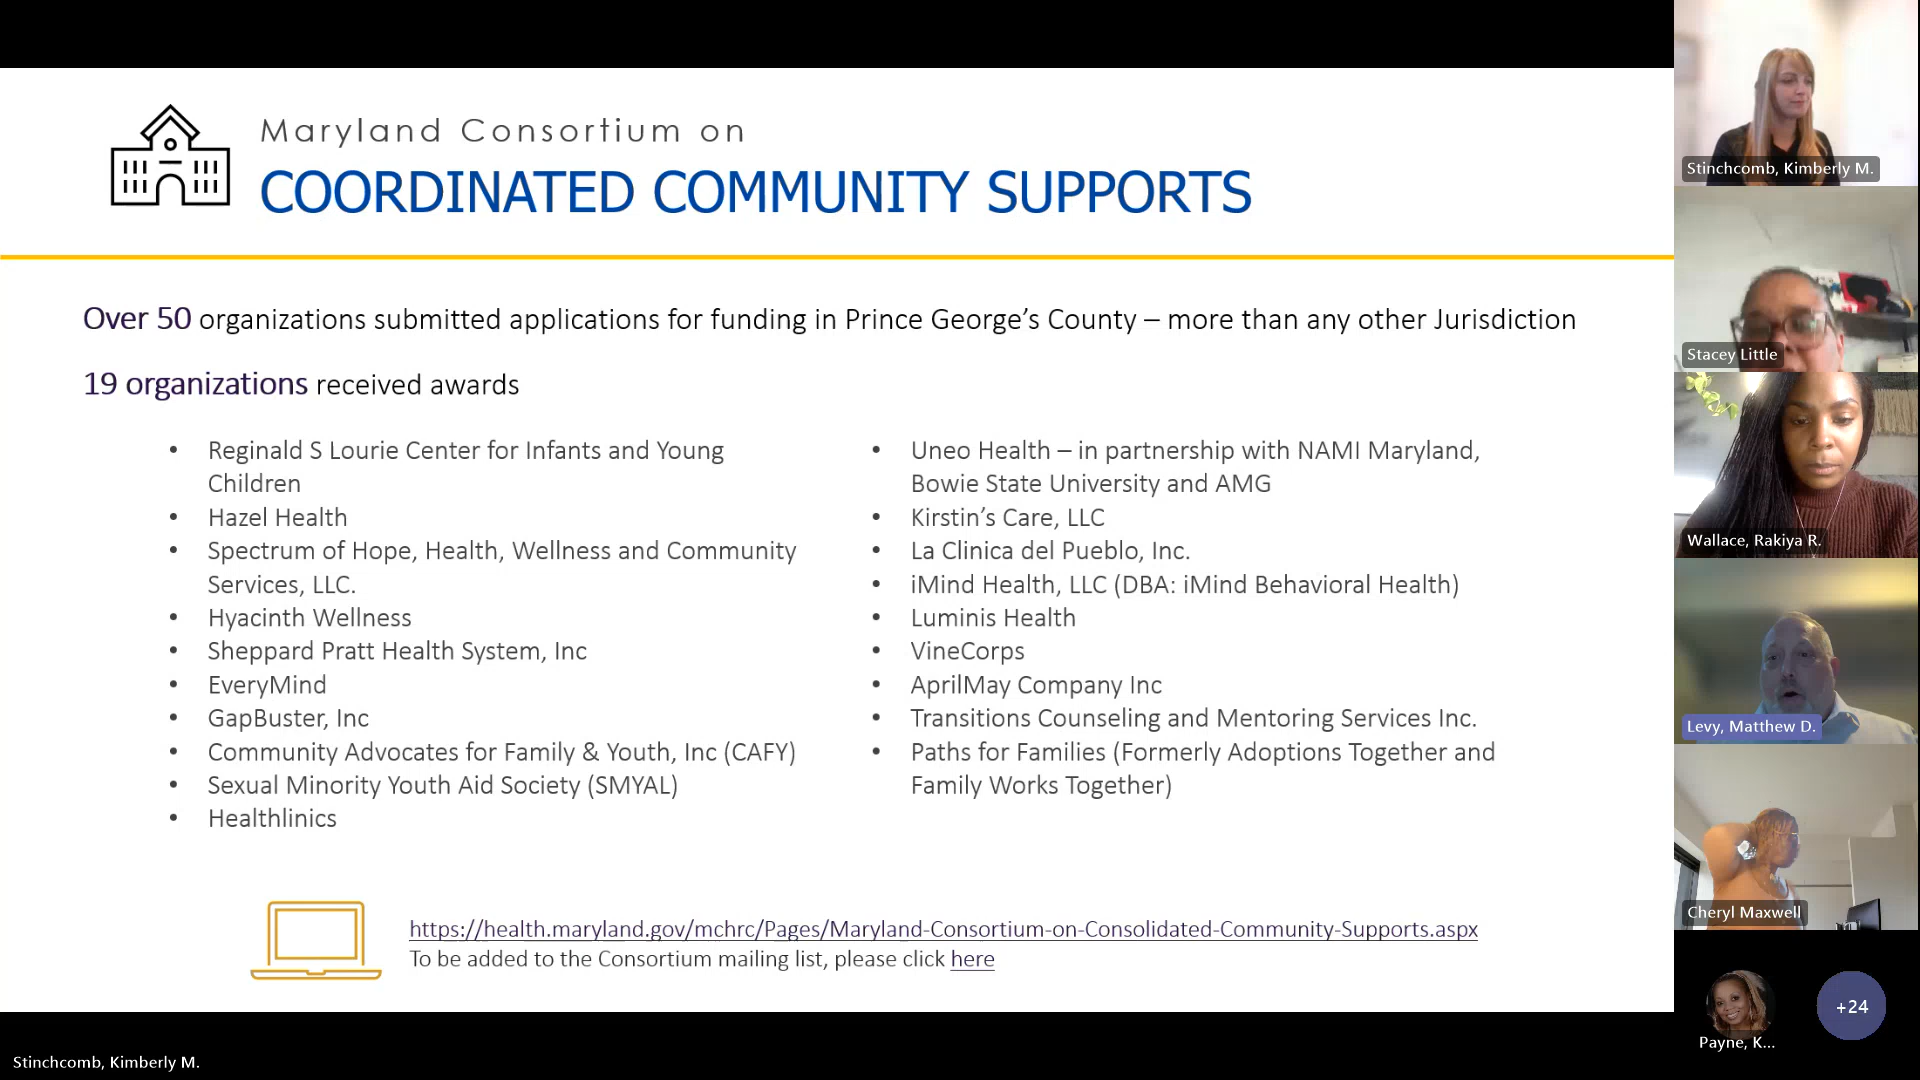 Maryland Consortium on
COORDINATED COMMUNITY SUPPORTS
Over 50 organizations submitted applications for funding in Prince George’s County – more than any other Jurisdiction
19 organizations received awards
• Reginald S Lourie Center for Infants and Young
Children
• Hazel Health
• Spectrum of Hope, Health, Wellness and Community
Services, LLC.
• Hyacinth Wellness
• Sheppard Pratt Health System, Inc
• EveryMind
• GapBuster, Inc
• Community Advocates for Family & Youth, Inc (CAFY)
• Sexual Minority Youth Aid Society (SMYAL)
• Healthlinics
• Uneo Health – in partnership with NAMI Maryland,
Bowie State University and AMG
• Kirstin’s Care, LLC
• La Clinica del Pueblo, Inc.
• iMind Health, LLC (DBA: iMind Behavioral Health)
• Luminis Health
• VineCorps
• AprilMay Company Inc
• Transitions Counseling and Mentoring Services Inc.
• Paths for Families (Formerly Adoptions Together and
Family Works Together)
https://health.maryland.gov/mchrc/Pages/Maryland-Consortium-on-Consolidated-Community-Supports.aspx
To be added to the Consortium mailing list, please click here
Stinchcomb, Kimberly M.
Stacey Little
Wallace, Rakiya R.
Levy, Matthew D.
Cheryl Maxwell
Payne, K...
+24
Stinchcomb, Kimberly M.